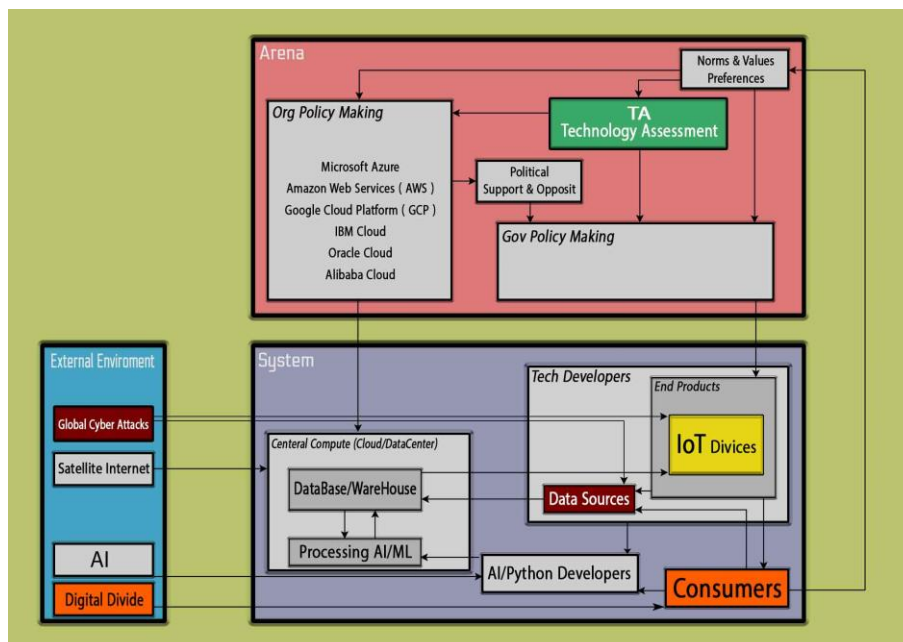 Arena
Norms & Values
Preferences
Org Policy Making
TA
Technology Assessment
Microsoft Azure
Amazon Web Services ( AWS )
Google Cloud Platform ( GCP )
IBM Cloud
Oracle Cloud
Alibaba Cloud
Political
Support & Opposit
Gov Policy Making
External Enviroment
Global Cyber Attacks
Satellite Internet
AI
Digital Divide
System
Tech Developers
End Products
IoT Divices
Centeral Compute (Cloud/DataCenter)
DataBase/WareHouse
Processing AI/ML
Data Sources
AI/Python Developers
Consumers